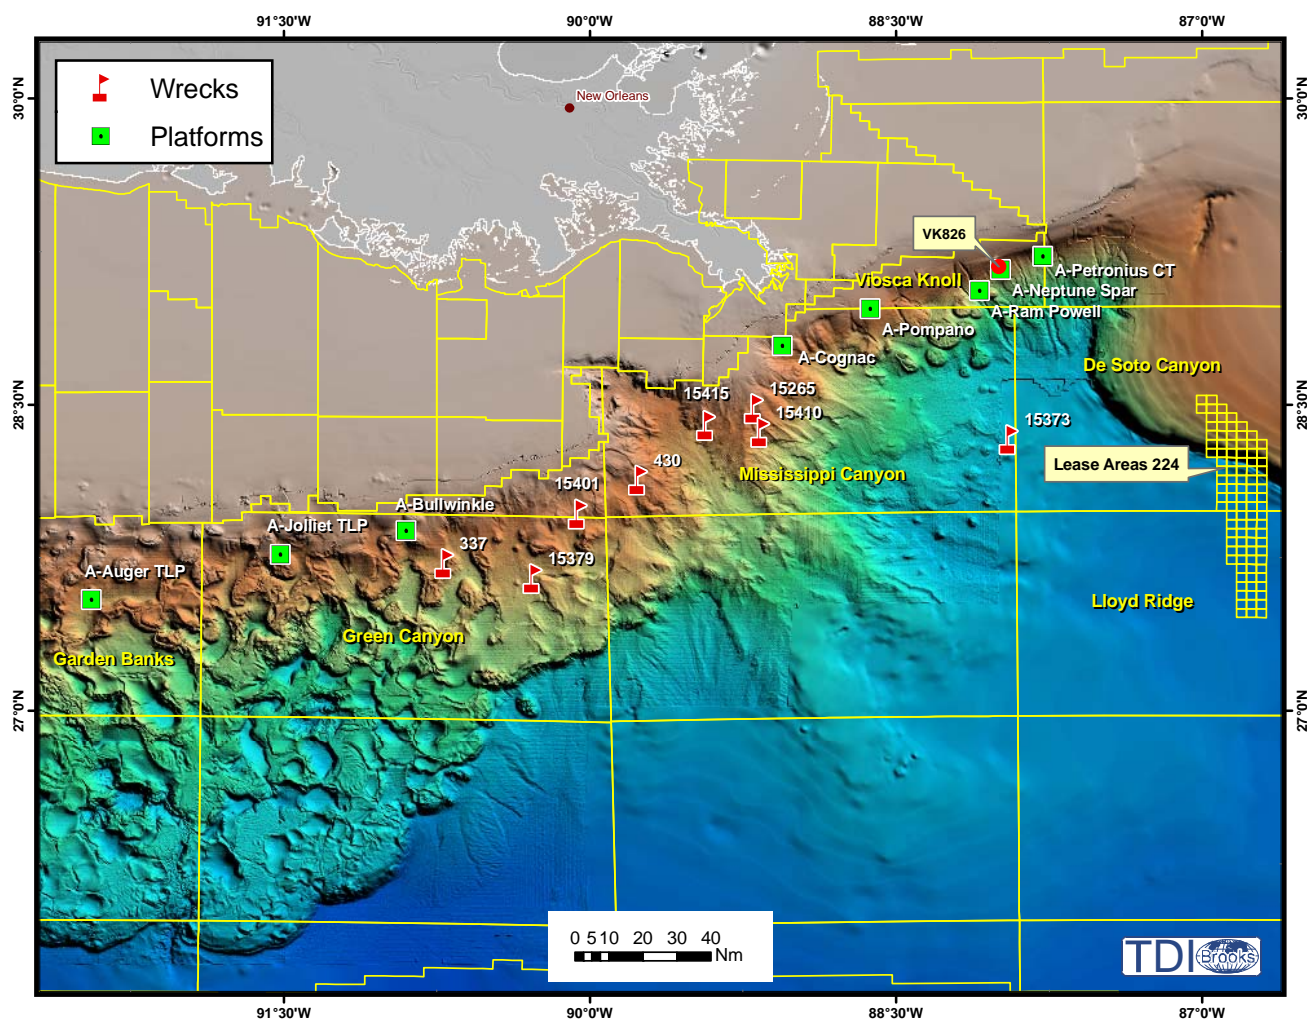 91°30'W 90°0'W 88°30'W 87°0'W
Wrecks
Platforms
New Orleans
30°0'N 30°0'N
VK826
A-Petronius CT
Viosca Knoll
A-Neptune Spar
A-Ram Powell
A-Pompano
A-Cognac
De Soto Canyon
28°30'N 28°30'N
15415
15265
15410
15373
Lease Areas 224
430
Mississippi Canyon
15401
A-Bullwinkle
A-Jolliet TLP
337
15379
A-Auger TLP
Lloyd Ridge
Green Canyon
Garden Banks
27°0'N 27°0'N
0 5 10 20 30 40
Nm
TDI Brooks
91°30'W 90°0'W 88°30'W 87°0'W